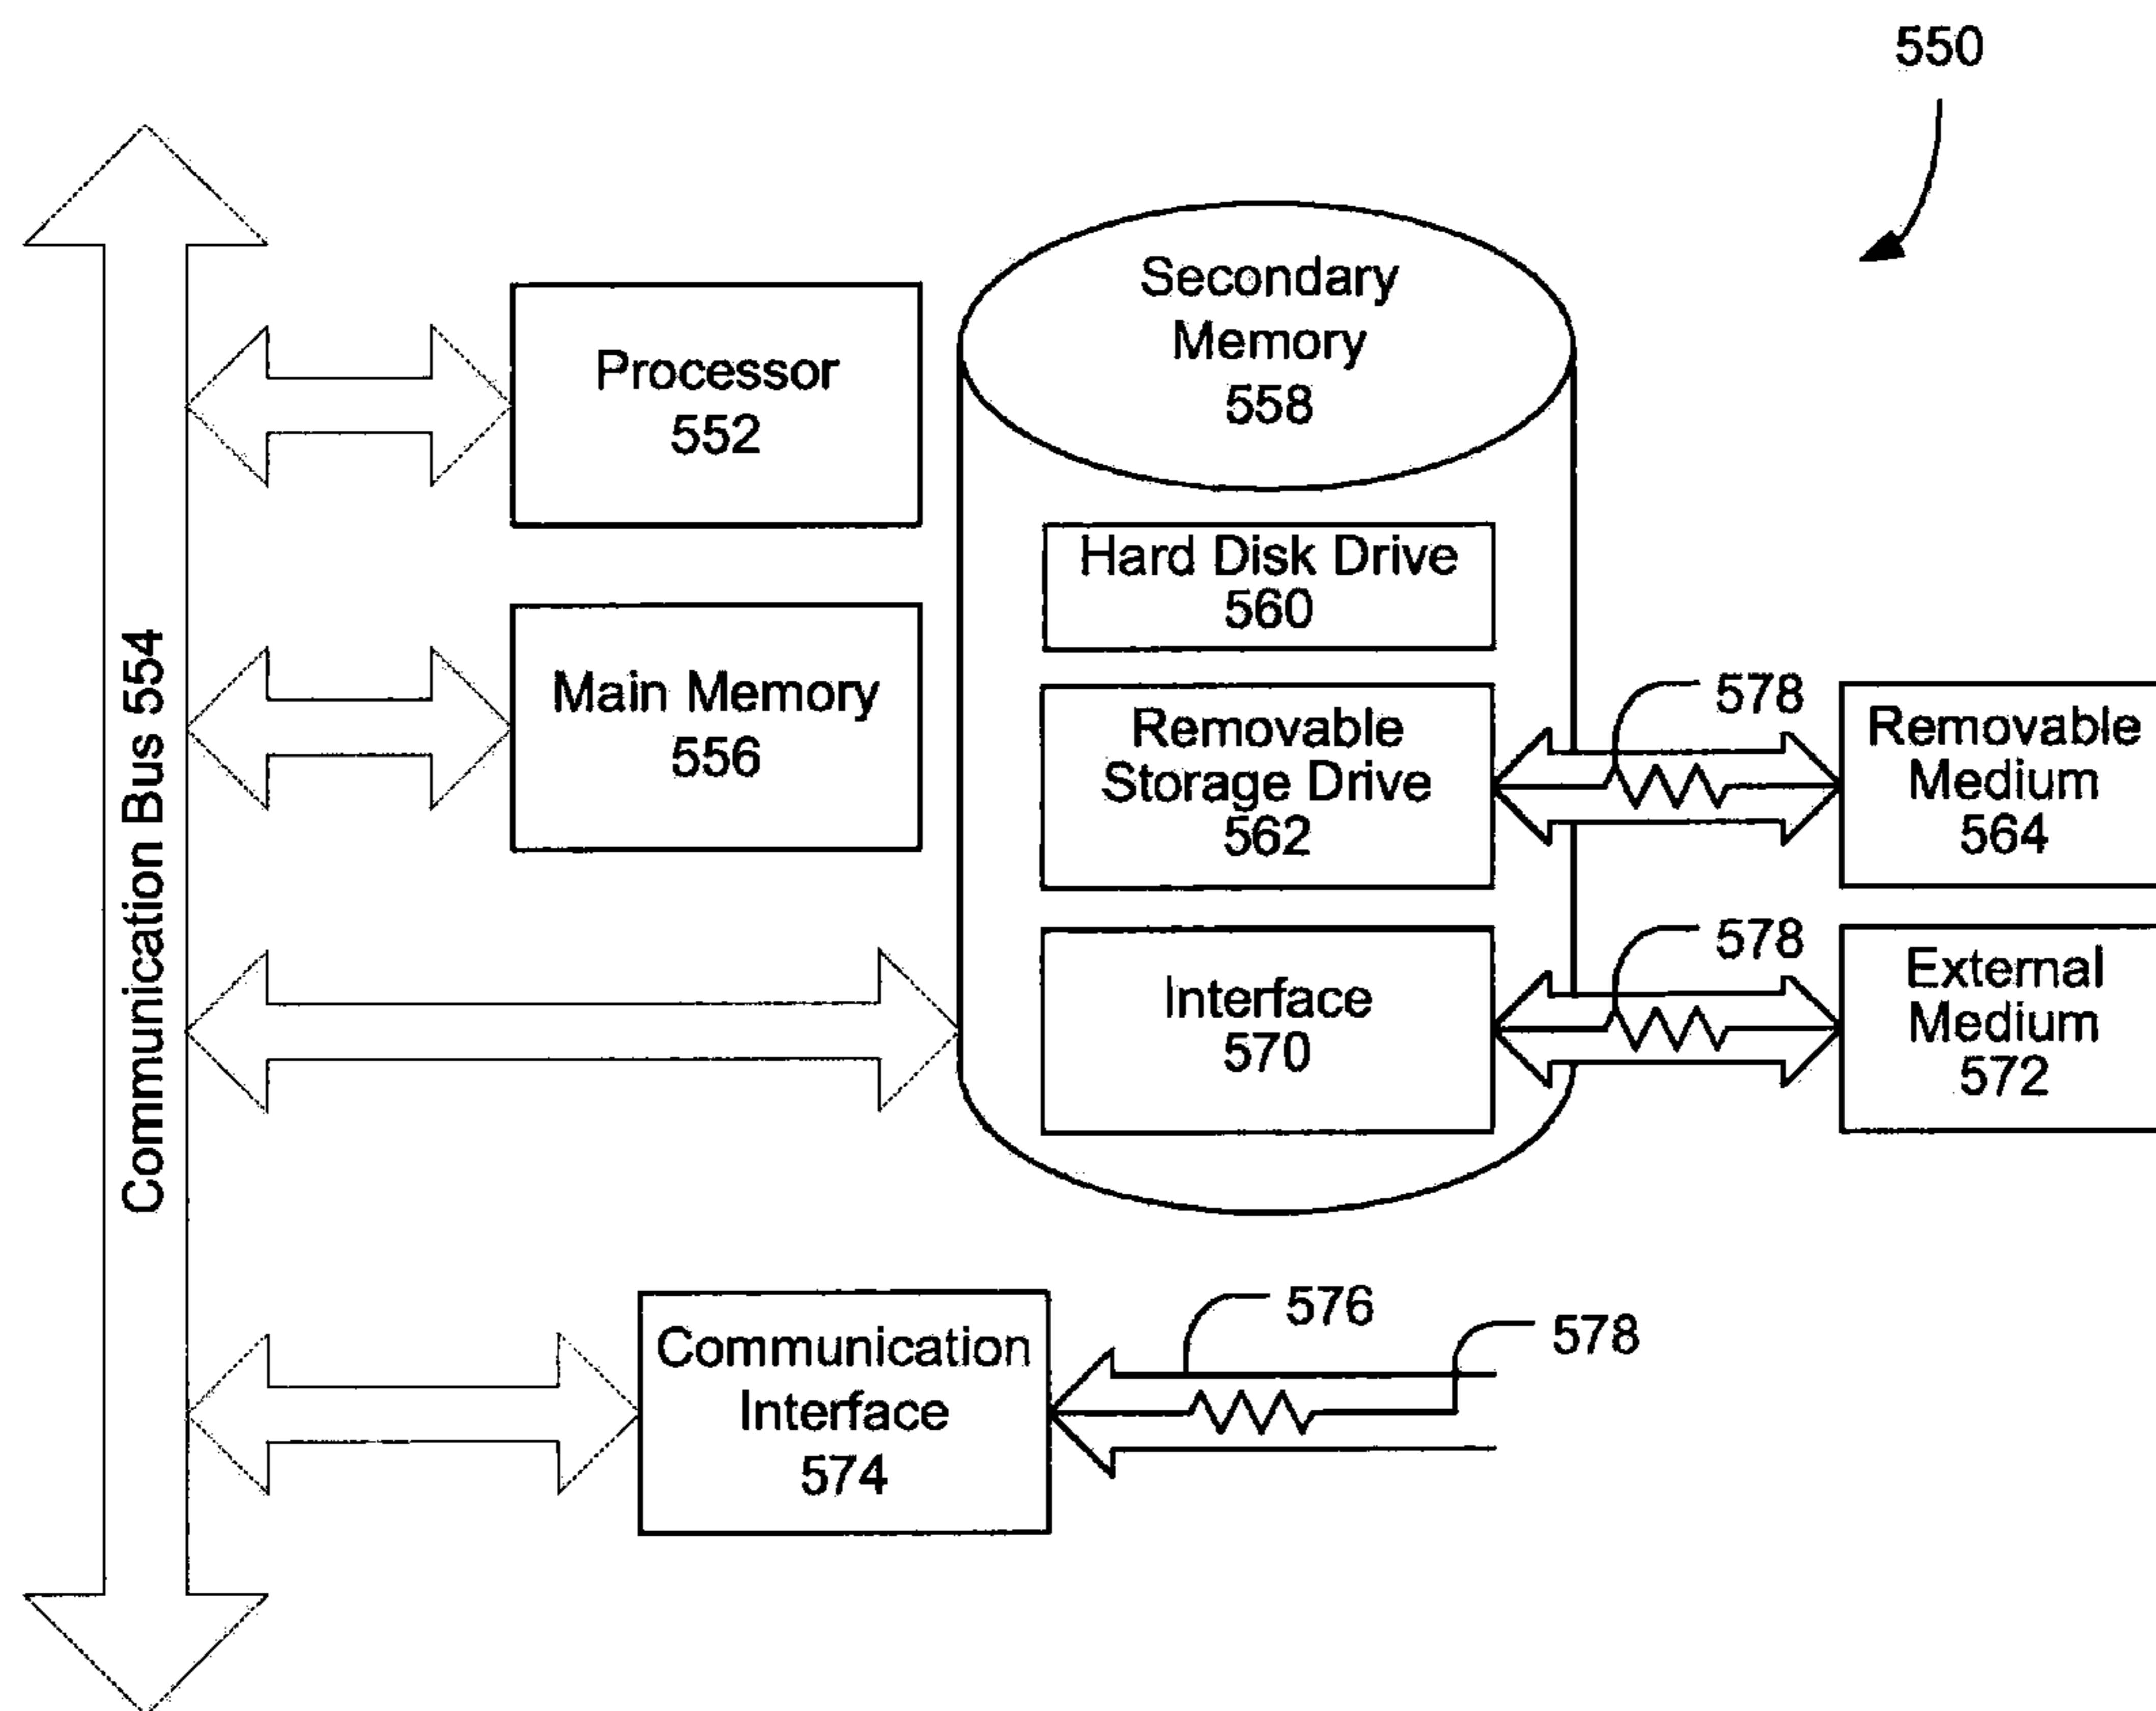 550
Secondary
Memory
558
Processor
552
Hard Disk Drive
560
Main Memory
556
Removable
Storage Drive
562
578
Removable
Medium
564
Communication Bus 554
Interface
570
578
External
Medium
572
Communication
Interface
574
576
578